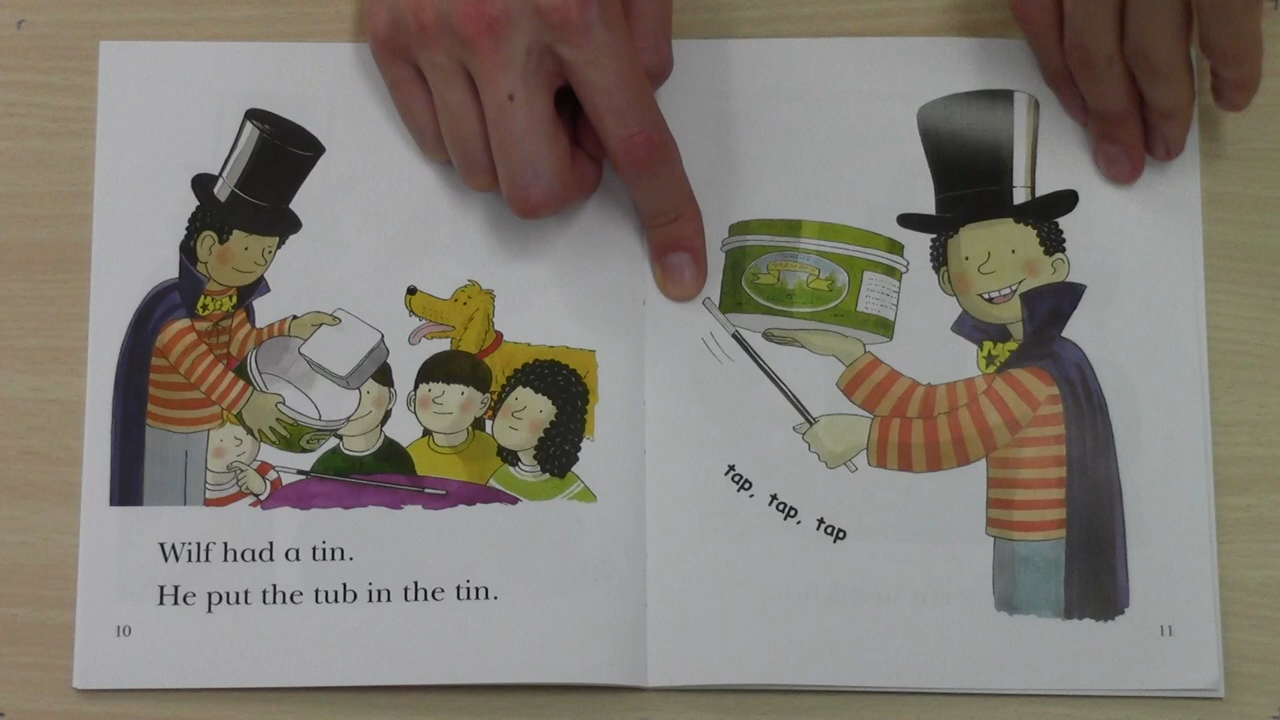 Wilf had a tin.
He put the tub in the tin.
10
tap, tap, tap
11